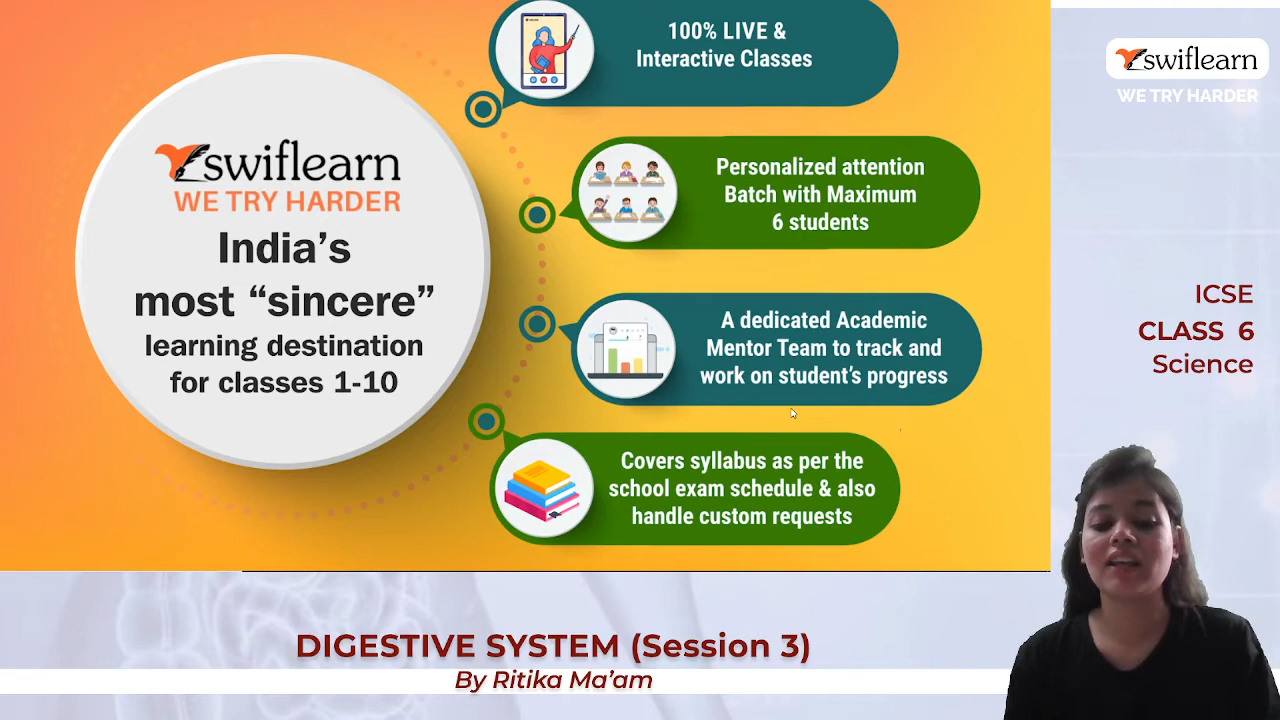 swiflearn
WE TRY HARDER
India's
most “sincere”
learning destination
for classes 1-10
100% LIVE &
Interactive Classes
Personalized attention
Batch with Maximum
6 students
A dedicated Academic
Mentor Team to track and
work on student's progress
Covers syllabus as per the
school exam schedule & also
handle custom requests
swiflearn
WE TRY HARDER
ICSE
CLASS 6
Science
DIGESTIVE SYSTEM (Session 3)
By Ritika Ma'am